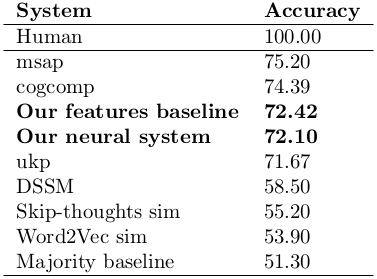 System Accuracy
Human 100.00
msap 75.20
cogcomp 74.39
Our features baseline 72.42
Our neural system 72.10
ukp 71.67
DSSM 58.50
Skip-thoughts sim 55.20
Word2Vec sim 53.90
Majority baseline 51.30